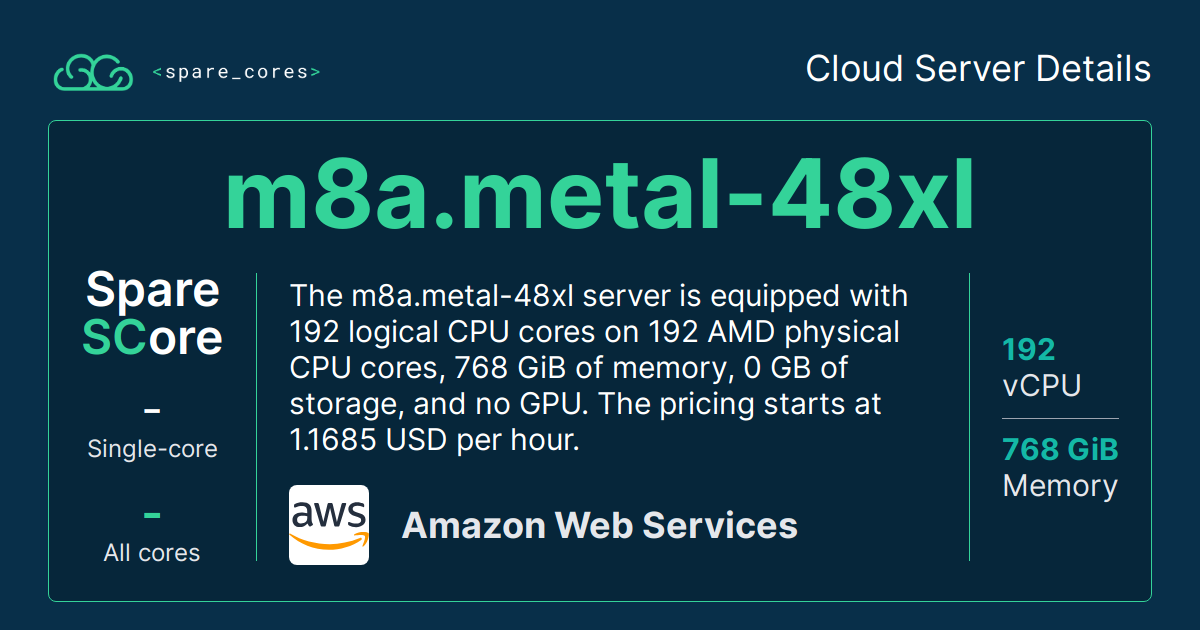 <spare_cores>
Cloud Server Details
m8a.metal-48xl
Spare
SCore
–
Single-core
–
All cores
The m8a.metal-48xl server is equipped with
192 logical CPU cores on 192 AMD physical
CPU cores, 768 GiB of memory, 0 GB of
storage, and no GPU. The pricing starts at
1.1685 USD per hour.
aws
Amazon Web Services
192
vCPU
768 GiB
Memory